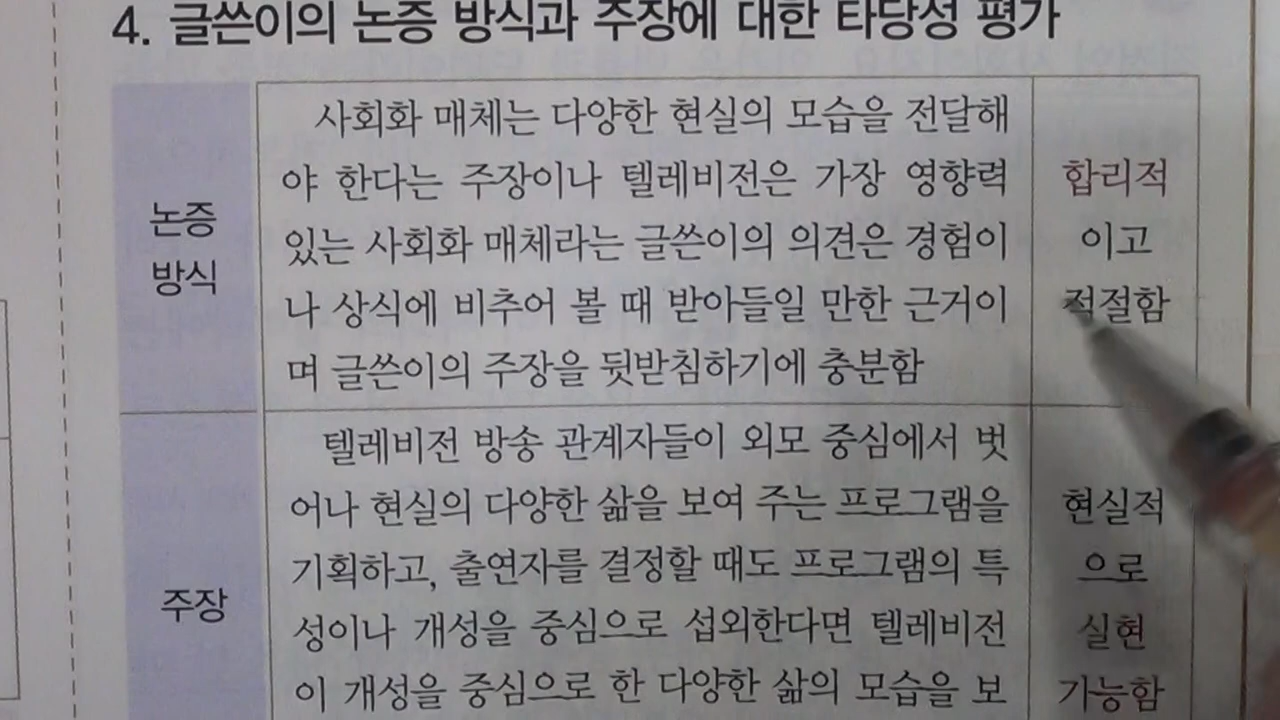 4. 글쓴이의 논증 방식과 주장에 대한 타당성 평가
논증
방식
사회화 매체는 다양한 현실의 모습을 전달해
야 한다는 주장이나 텔레비전은 가장 영향력
있는 사회화 매체라는 글쓴이의 의견은 경험이
나 상식에 비추어 볼 때 받아들일 만한 근거이
며 글쓴이의 주장을 뒷받침하기에 충분함
합리적
이고
적절함
주장
텔레비전 방송 관계자들이 외모 중심에서 벗
어나 현실의 다양한 삶을 보여 주는 프로그램을
기획하고, 출연자를 결정할 때도 프로그램의 특
성이나 개성을 중심으로 섭외한다면 텔레비전
이 개성을 중심으로 한 다양한 삶의 모습을 보
현실적
으로
실현
가능함